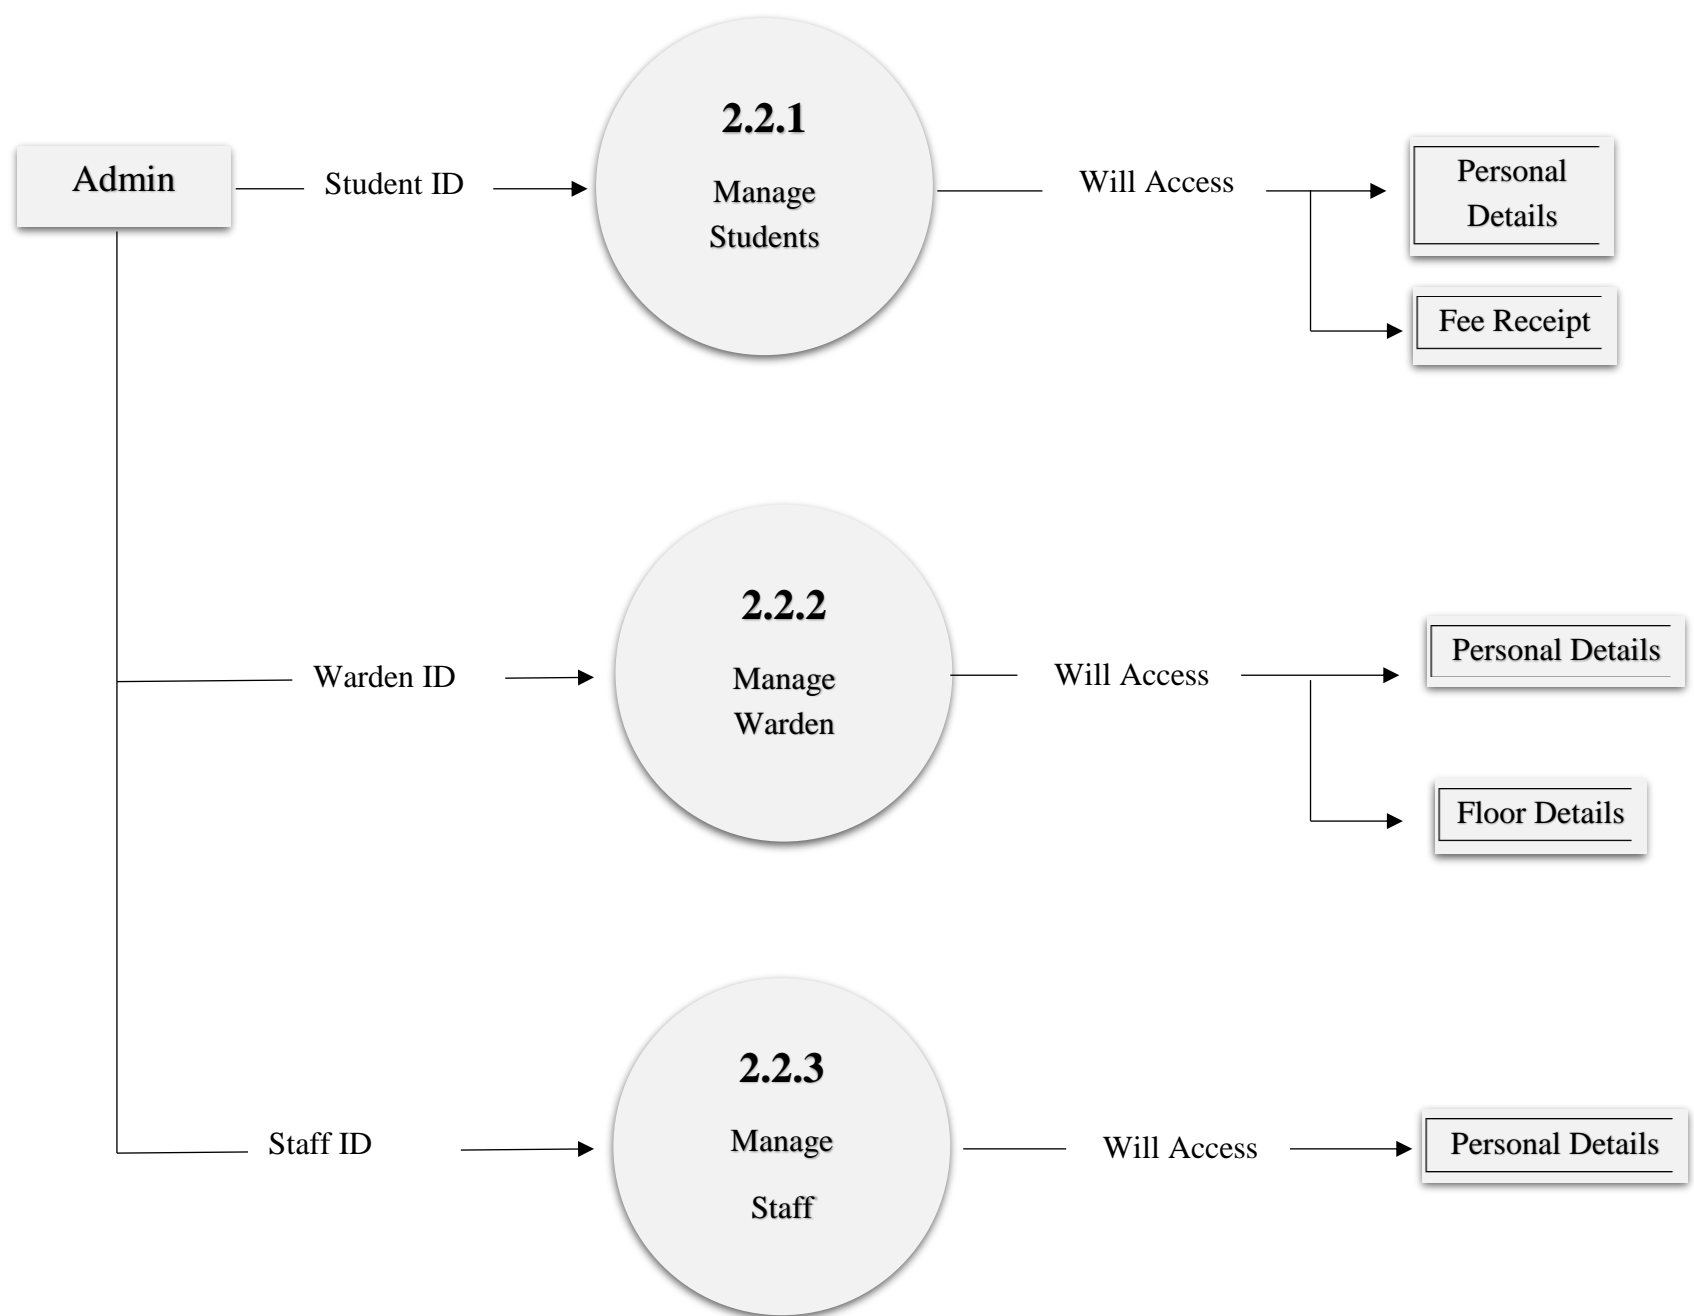 Admin
Student ID
2.2.1
Manage
Students
Will Access
Personal
Details
Fee Receipt
Warden ID
2.2.2
Manage
Warden
Will Access
Personal Details
Floor Details
Staff ID
2.2.3
Manage
Staff
Will Access
Personal Details